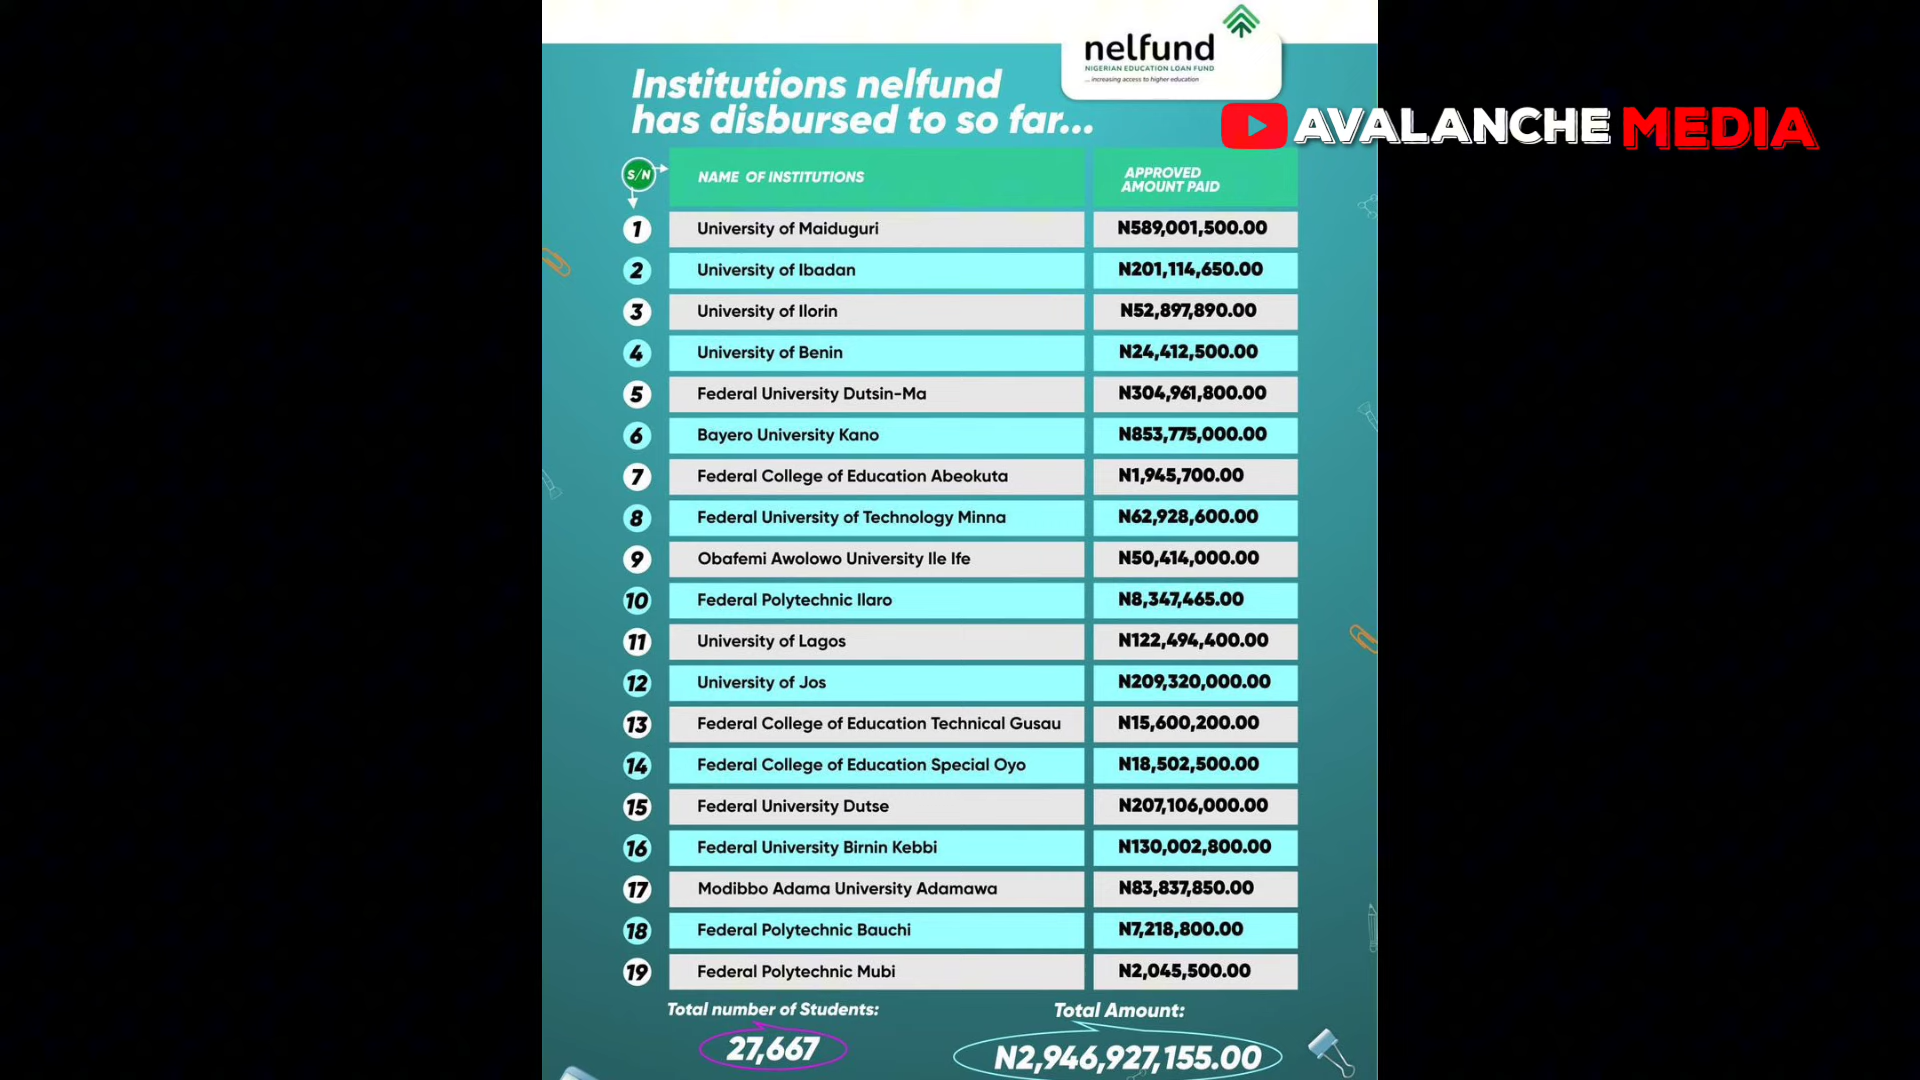 nelfund
NIGERIAN EDUCATION LOAN FUND
... increasing access to higher education
Institutions nelfund
has disbursed to so far...
AVALANCHE MEDIA
S/N
NAME OF INSTITUTIONS
APPROVED
AMOUNT PAID
1 University of Maiduguri N589,001,500.00
2 University of Ibadan N201,114,650.00
3 University of Ilorin N52,897,890.00
4 University of Benin N24,412,500.00
5 Federal University Dutsin-Ma N304,961,800.00
6 Bayero University Kano N853,775,000.00
7 Federal College of Education Abeokuta N1,945,700.00
8 Federal University of Technology Minna N62,928,600.00
9 Obafemi Awolowo University Ile Ife N50,414,000.00
10 Federal Polytechnic Ilaro N8,347,465.00
11 University of Lagos N122,494,400.00
12 University of Jos N209,320,000.00
13 Federal College of Education Technical Gusau N15,600,200.00
14 Federal College of Education Special Oyo N18,502,500.00
15 Federal University Dutse N207,106,000.00
16 Federal University Birnin Kebbi N130,002,800.00
17 Modibbo Adama University Adamawa N83,837,850.00
18 Federal Polytechnic Bauchi N7,218,800.00
19 Federal Polytechnic Mubi N2,045,500.00
Total number of Students: Total Amount:
27,667 N2,946,927,155.00